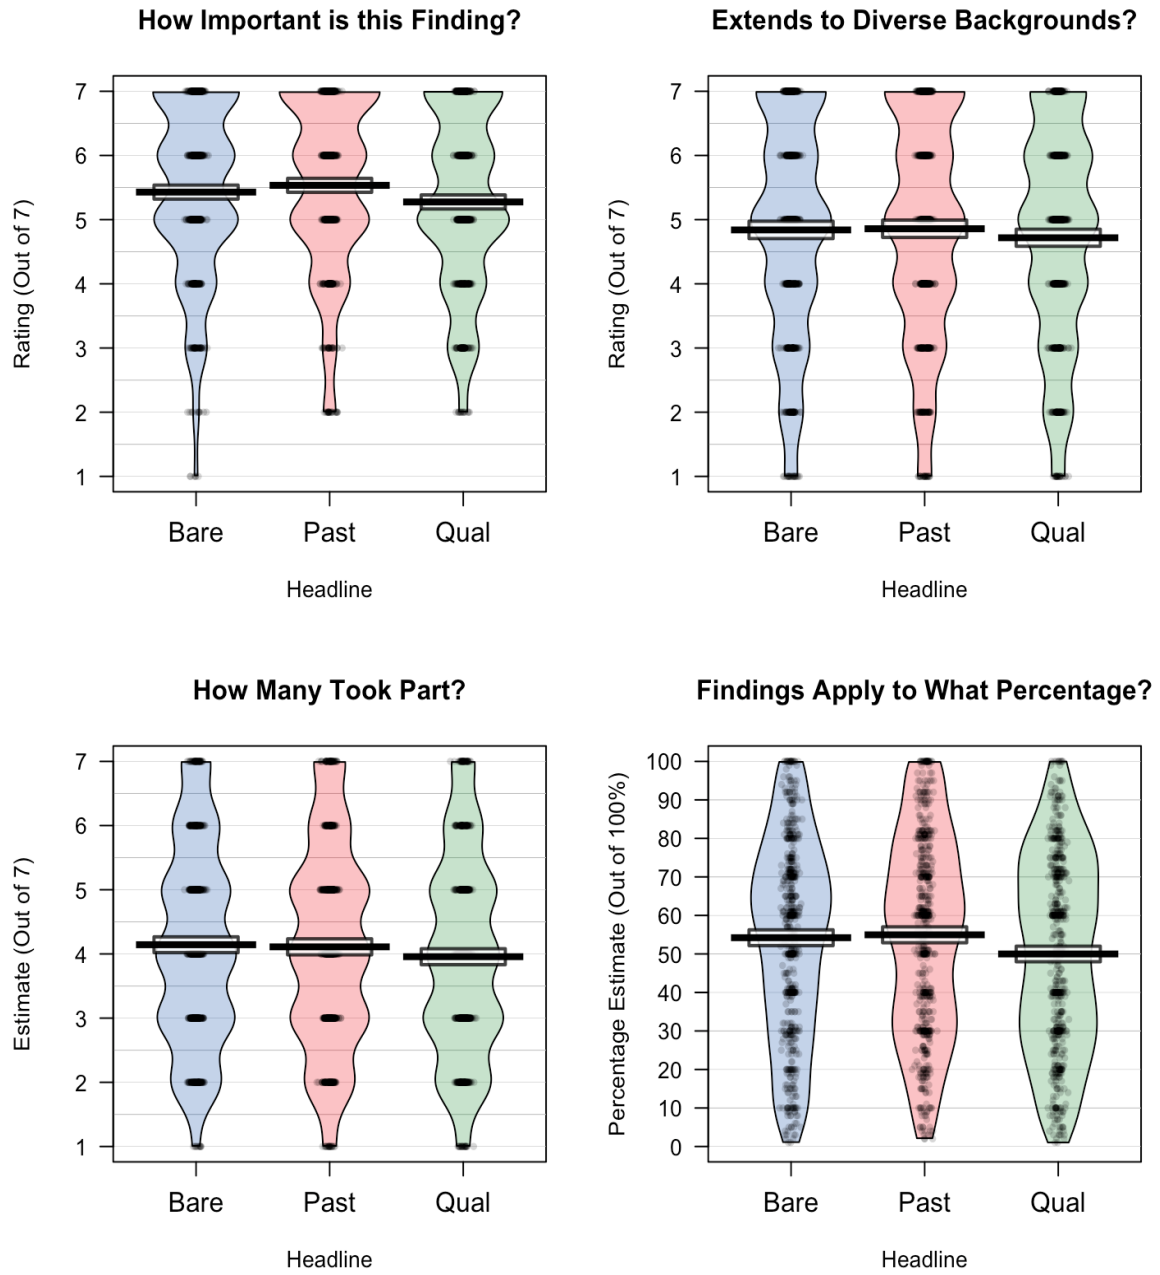 How Important is this Finding?
Rating (Out of 7)
7
6
5
4
3
2
1
Bare Past Qual
Headline
Extends to Diverse Backgrounds?
Rating (Out of 7)
7
6
5
4
3
2
1
Bare Past Qual
Headline
How Many Took Part?
Estimate (Out of 7)
7
6
5
4
3
2
1
Bare Past Qual
Headline
Findings Apply to What Percentage?
Percentage Estimate (Out of 100%)
100
90
80
70
60
50
40
30
20
10
0
Bare Past Qual
Headline